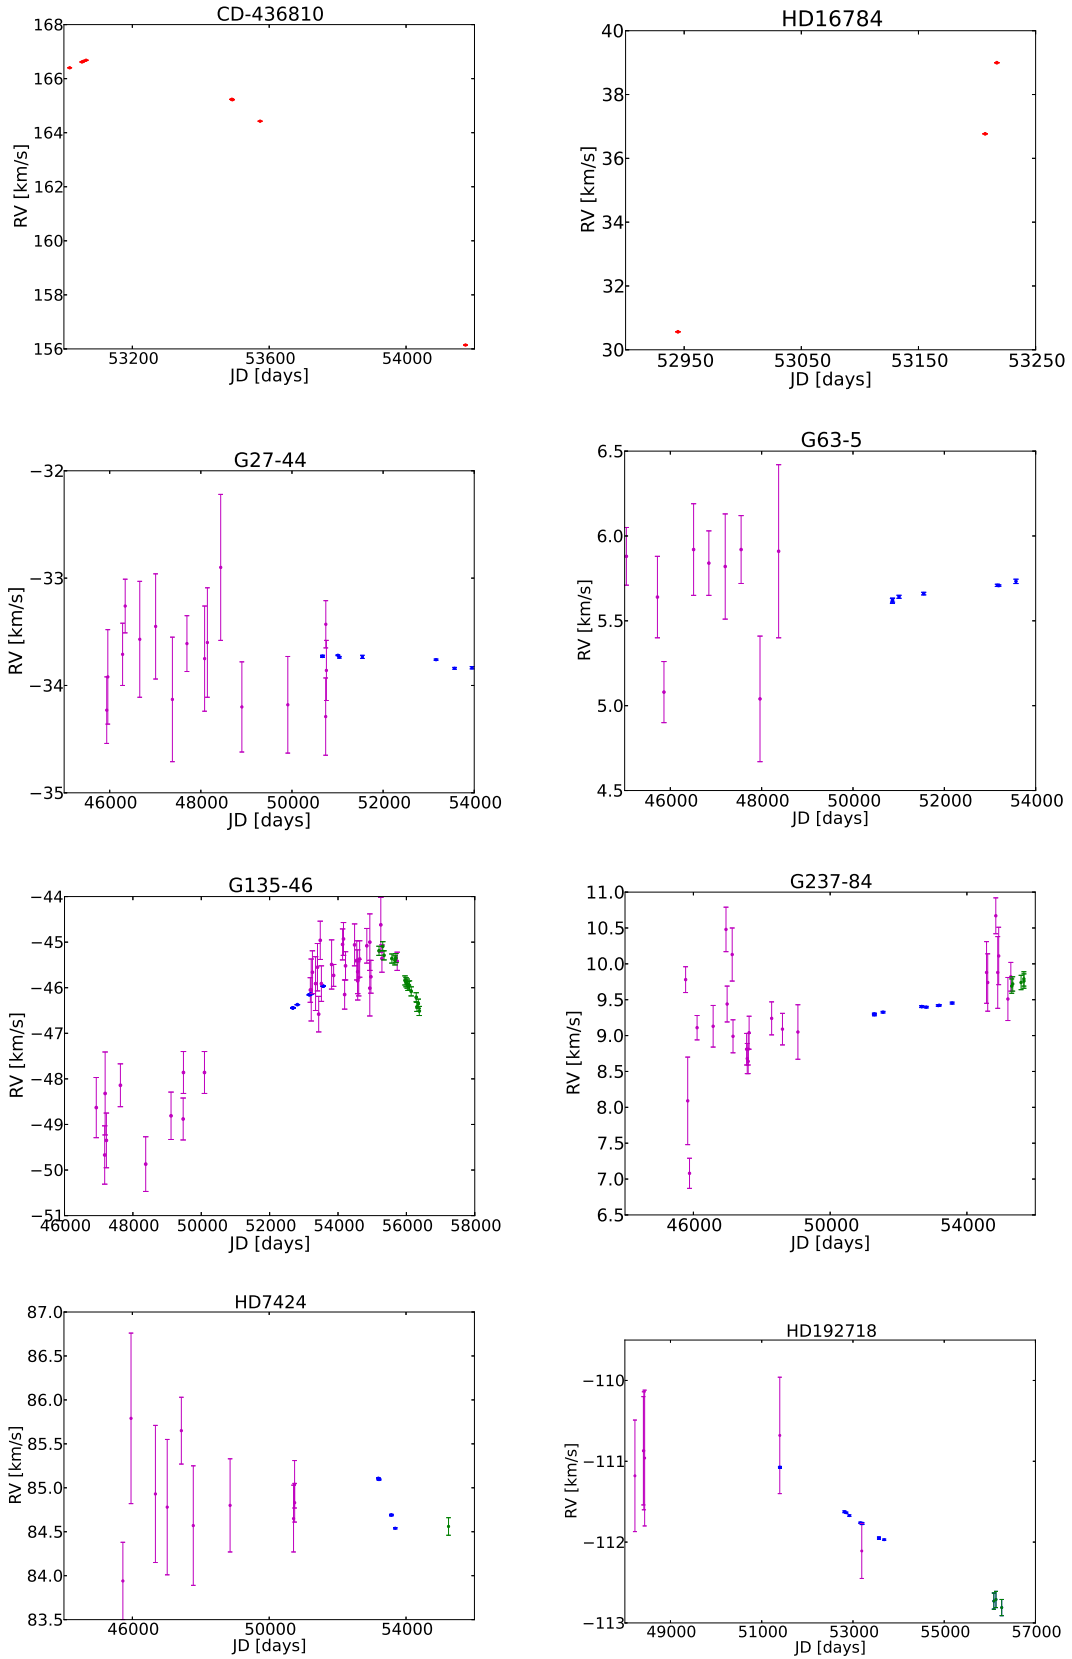 CD-436810
168
166
164
162
160
158
156
RV [km/s]
53200 53600 54000
JD [days]
HD16784
40
38
36
34
32
30
RV [km/s]
52950 53050 53150 53250
JD [days]
G27-44
−32
−33
−34
−35
RV [km/s]
46000 48000 50000 52000 54000
JD [days]
G63-5
6.5
6.0
5.5
5.0
4.5
RV [km/s]
46000 48000 50000 52000 54000
JD [days]
G135-46
−44
−45
−46
−47
−48
−49
−50
−51
RV [km/s]
46000 48000 50000 52000 54000 56000 58000
JD [days]
G237-84
11.0
10.5
10.0
9.5
9.0
8.5
8.0
7.5
7.0
6.5
RV [km/s]
46000 50000 54000
JD [days]
HD7424
87.0
86.5
86.0
85.5
85.0
84.5
84.0
83.5
RV [km/s]
46000 50000 54000
JD [days]
HD192718
−110
−111
−112
−113
RV [km/s]
49000 51000 53000 55000 57000
JD [days]